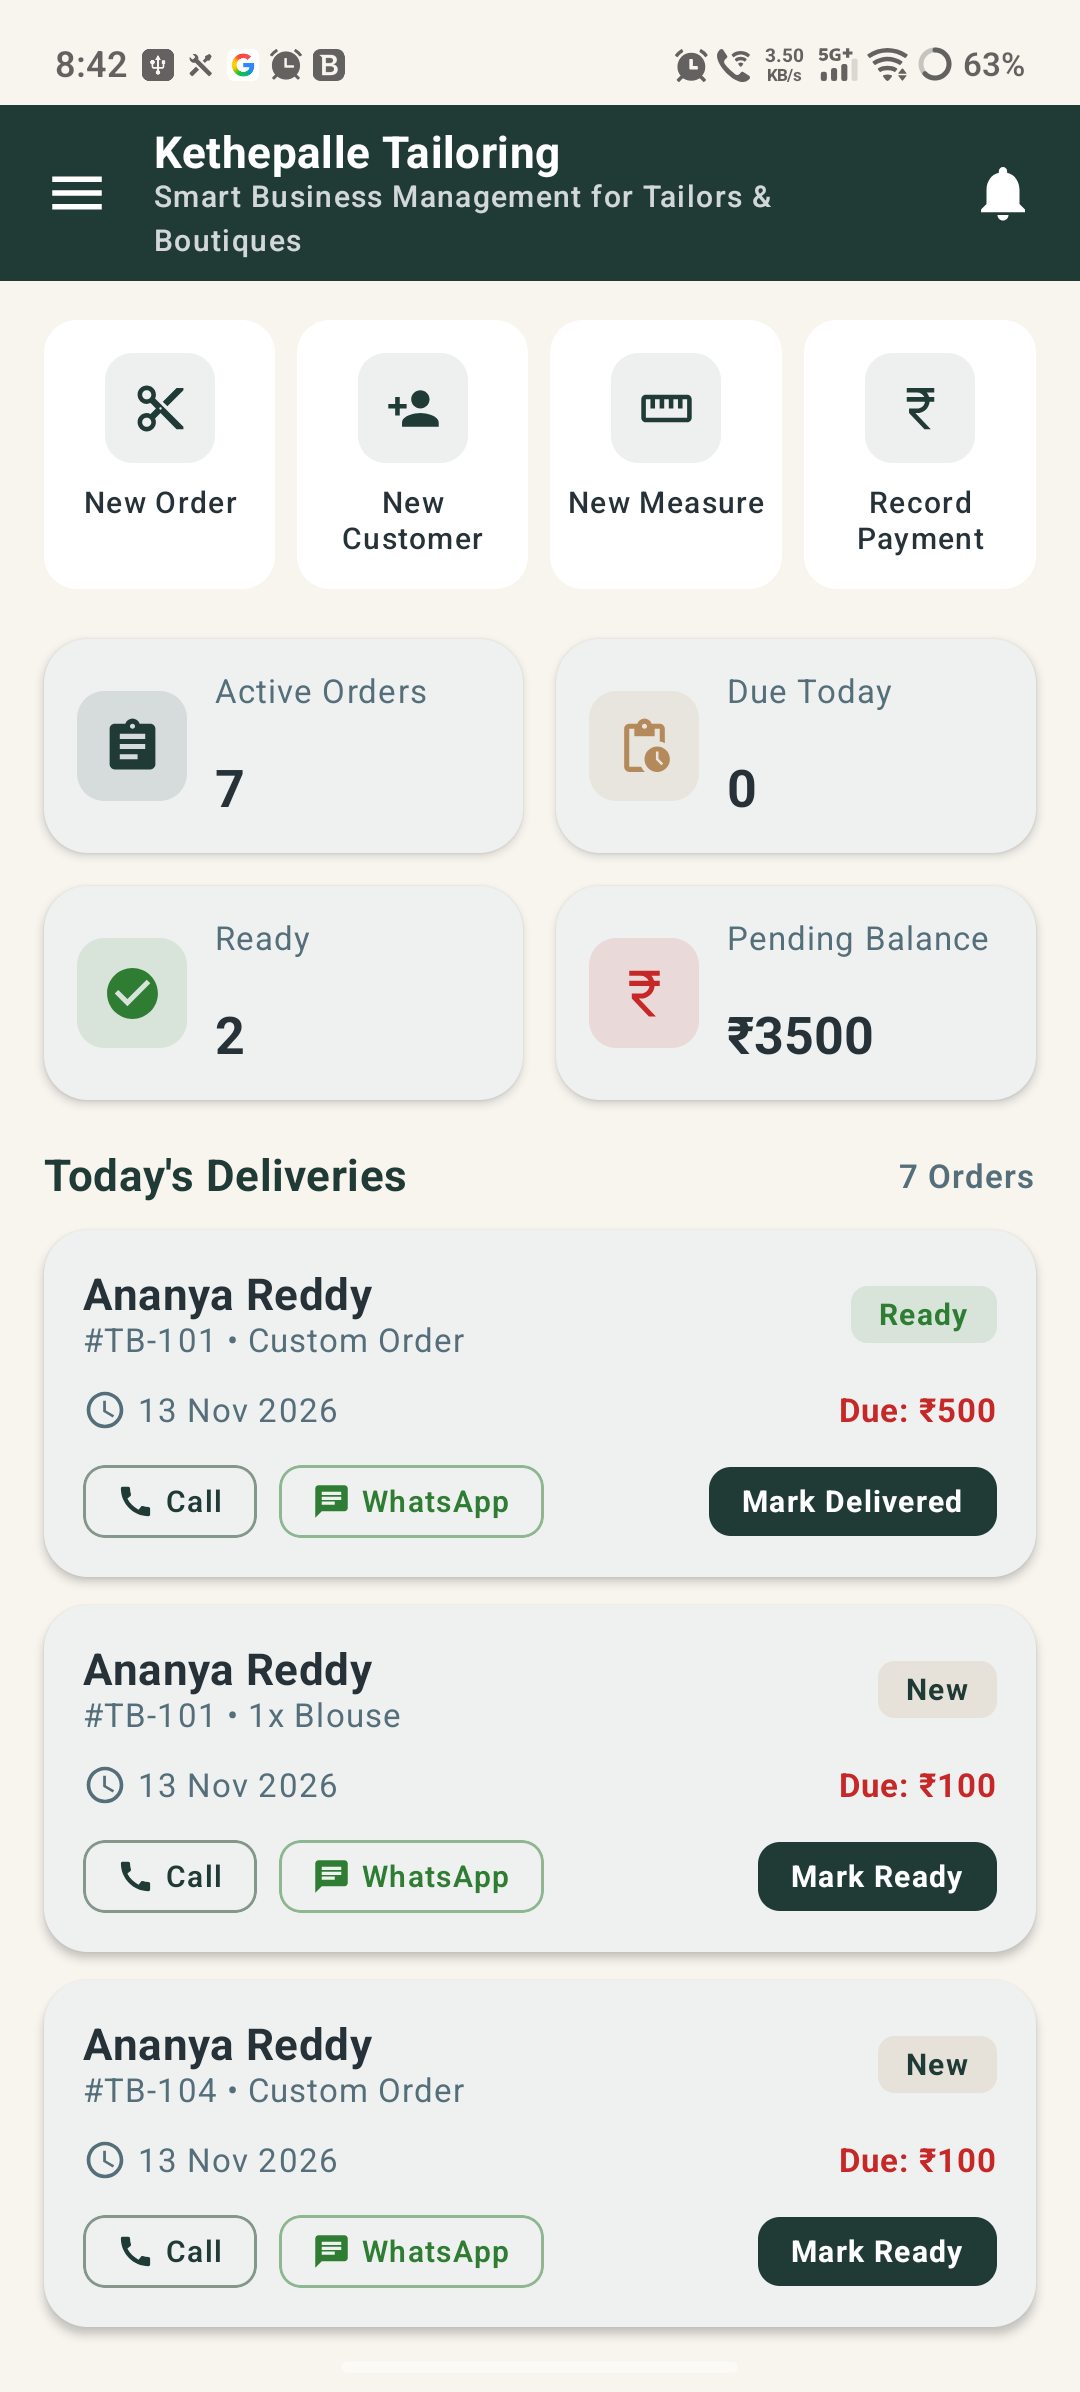 8:42
3.50
KB/s
5G+
63%
Kethepalle Tailoring
Smart Business Management for Tailors &
Boutiques
New Order
New
Customer
New Measure
Record
Payment
Active Orders
7
Due Today
0
Ready
2
Pending Balance
₹3500
Today's Deliveries
7 Orders
Ananya Reddy
Ready
#TB-101 • Custom Order
13 Nov 2026
Due: ₹500
Call
WhatsApp
Mark Delivered
Ananya Reddy
New
#TB-101 • 1x Blouse
13 Nov 2026
Due: ₹100
Call
WhatsApp
Mark Ready
Ananya Reddy
New
#TB-104 • Custom Order
13 Nov 2026
Due: ₹100
Call
WhatsApp
Mark Ready